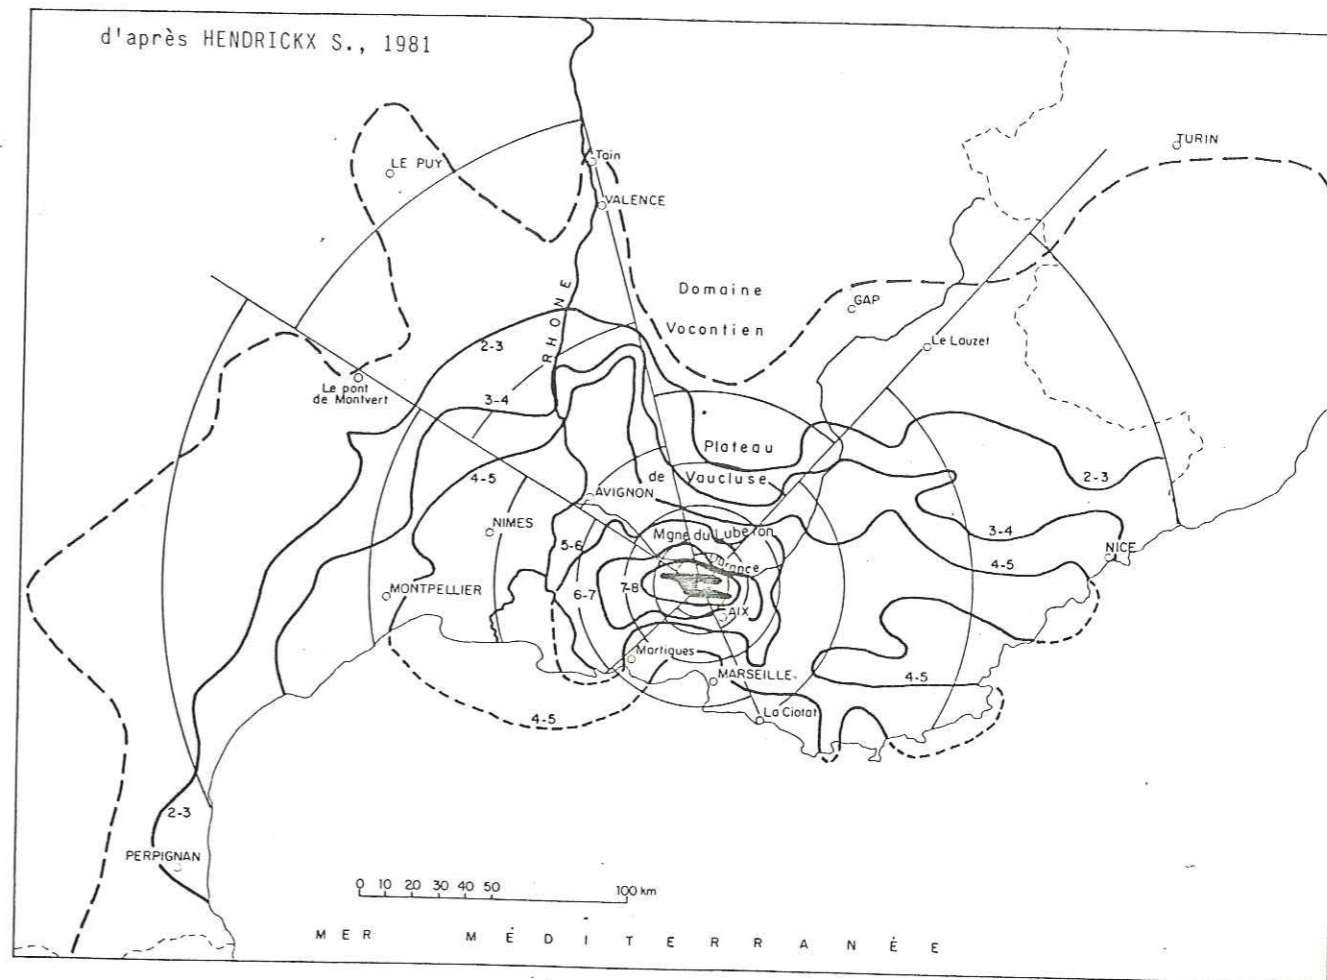 d'après HENDRICKX S., 1981
TURIN
Tain
LE PUY
VALENCE
RHONE
Domaine
GAP
Vocontien
Le Lauzet
2-3
Le pont
de Montvert
3-4
Plateau
de Vaucluse
4-5
2-3
AVIGNON
NIMES
Mgne du Luberon
3-4
5-6
NICE
Durance
4-5
MONTPELLIER
6-7
7-8
AIX
Martigues
MARSEILLE
4-5
La Ciotat
4-5
2-3
PERPIGNAN
0 10 20 30 40 50 100 km
MER MÉDITERRANÉE